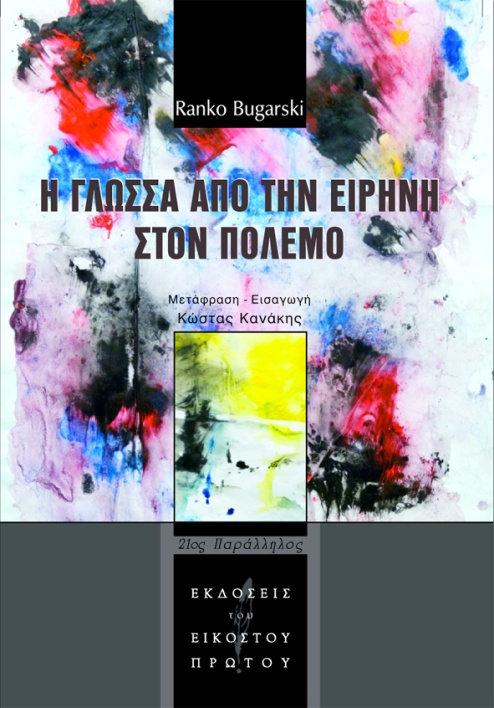 Ranko Bugarski
Η ΓΛΩΣΣΑ ΑΠΟ ΤΗΝ ΕΙΡΗΝΗ
ΣΤΟΝ ΠΟΛΕΜΟ
Μετάφραση - Εισαγωγή
Κώστας Κανάκης
21ος Παράλληλος
ΕΚΔΟΣΕΙΣ
του
ΕΙΚΟΣΤΟΥ
ΠΡΩΤΟΥ